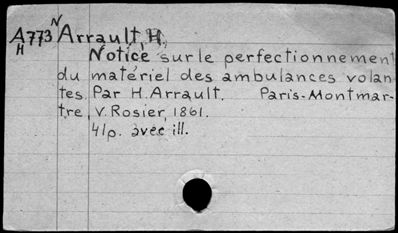 A773 N Arrault, H.
H Notice sur le perfectionnement
du matériel des ambulances volan-
tes. Par H. Arrault. Paris-Montmar-
tre, V. Rosier, 1861.
41p. avec ill.